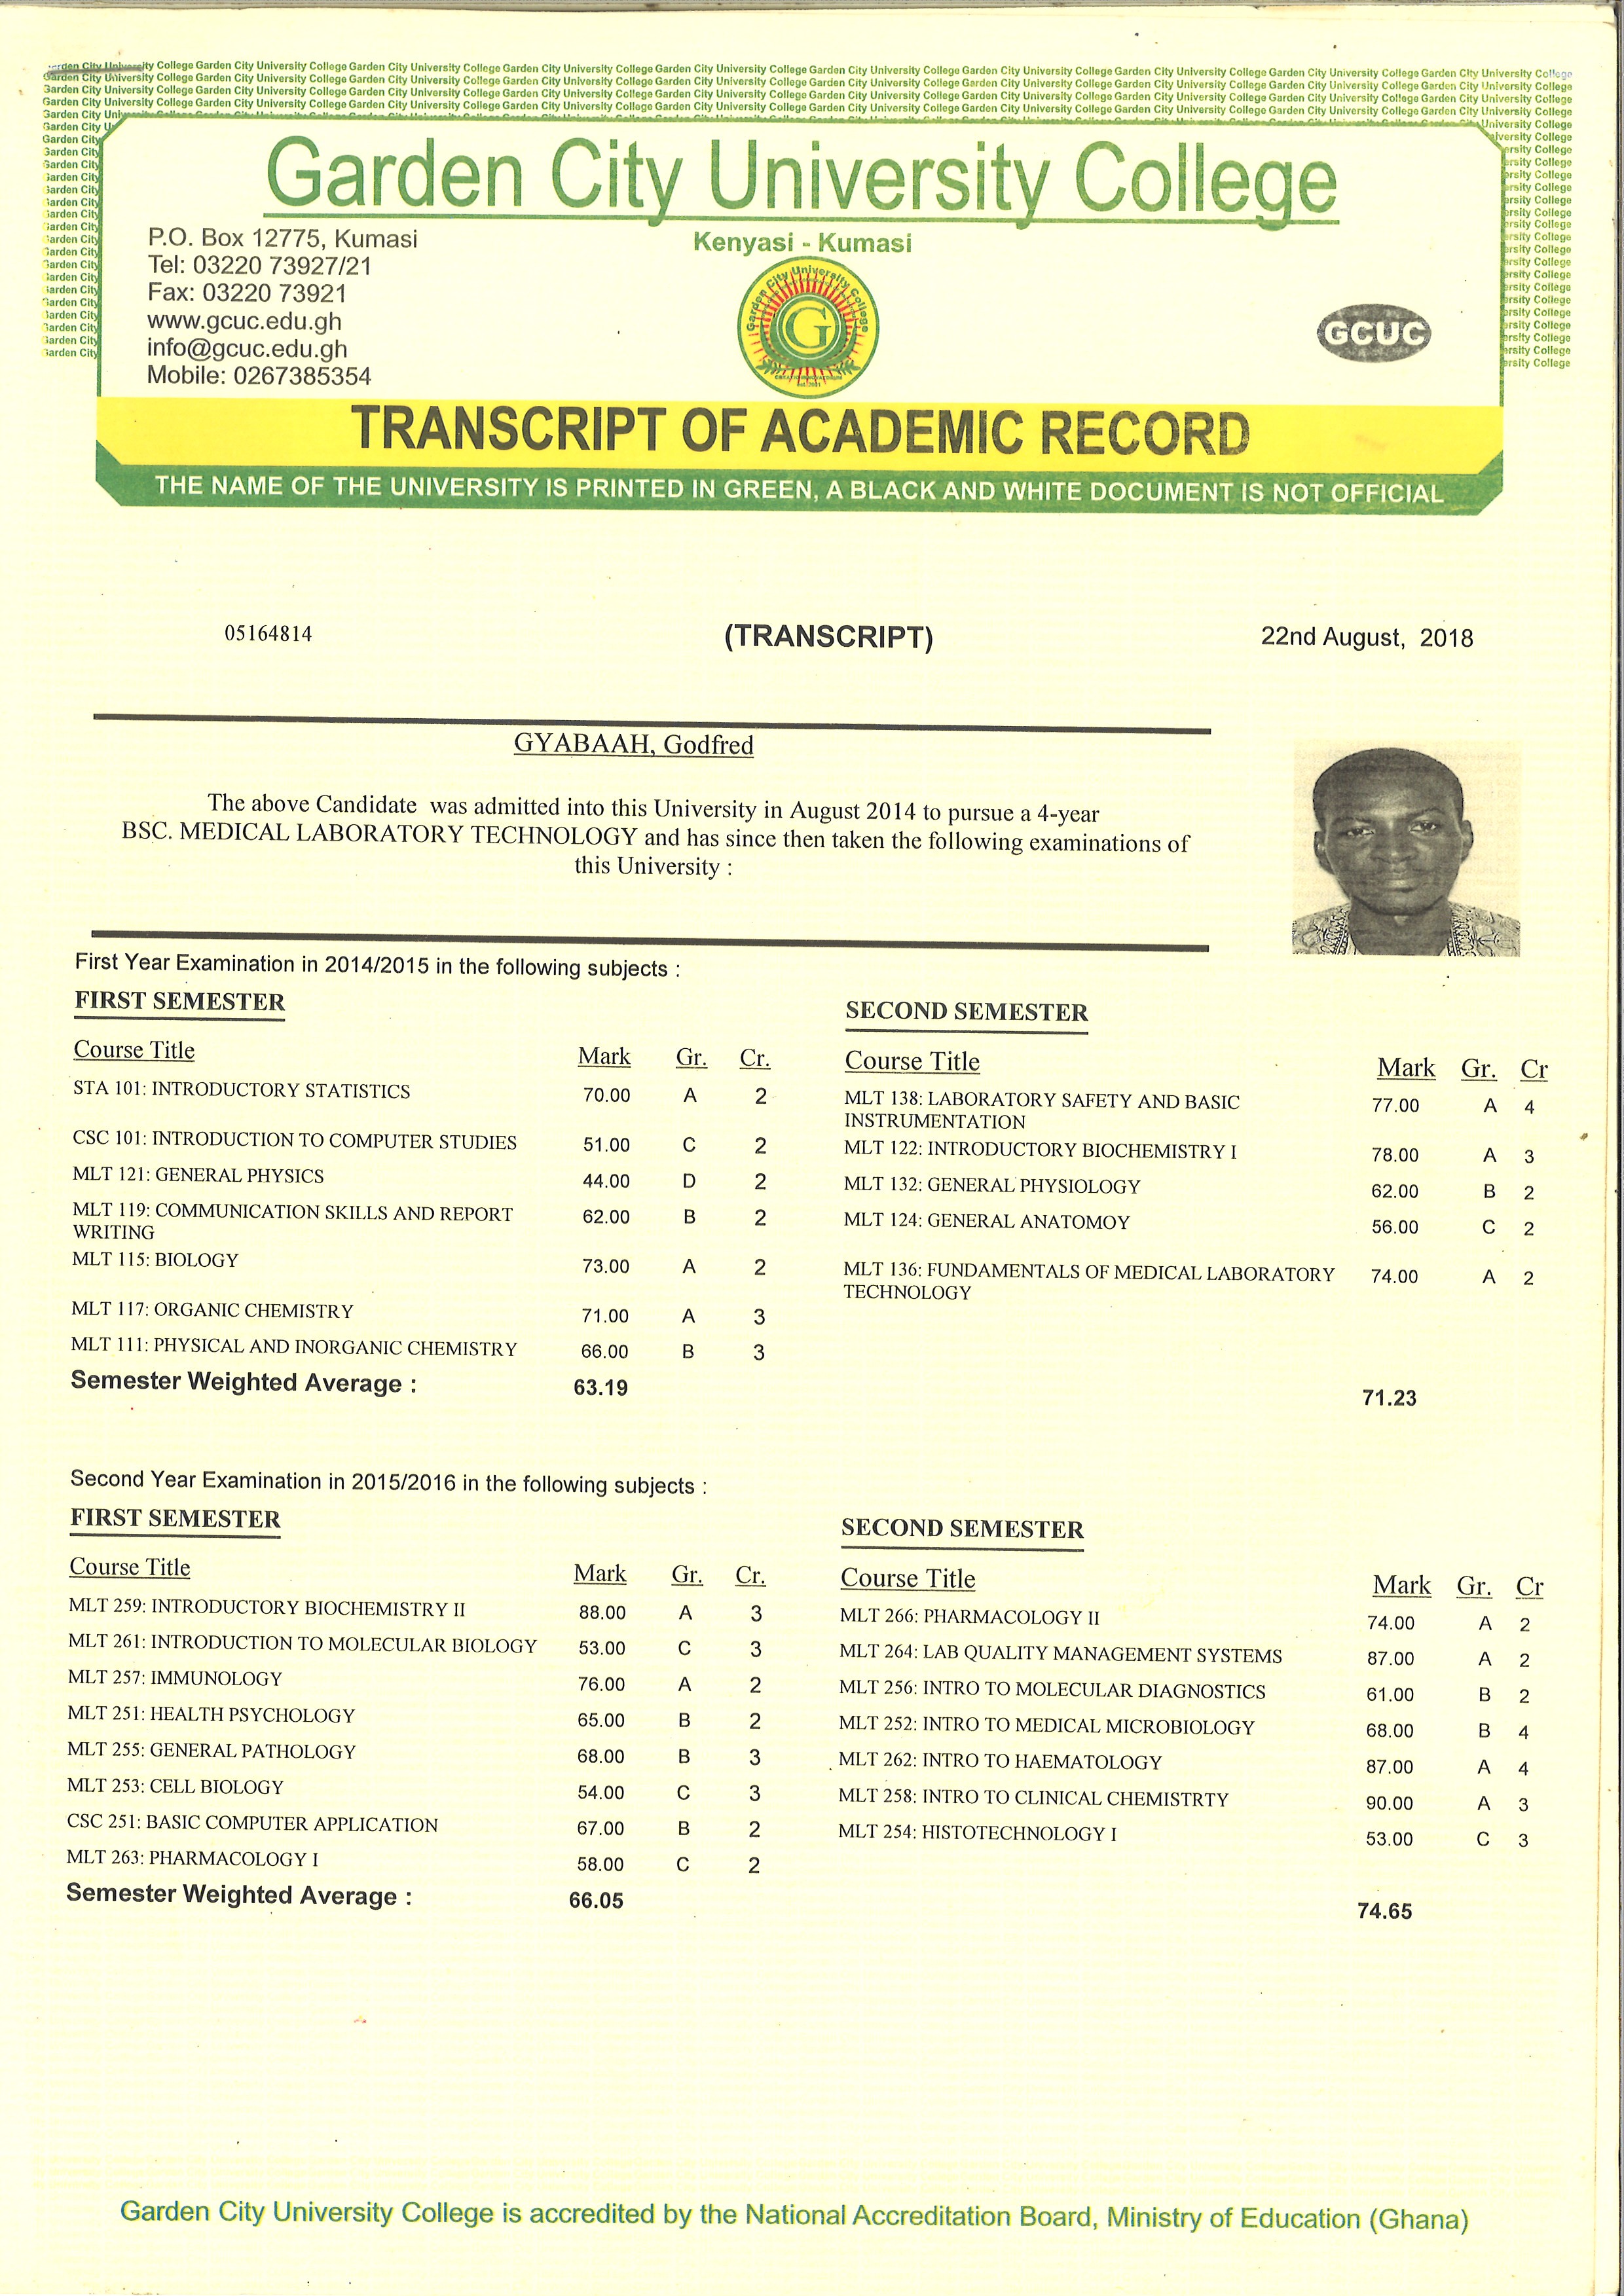 Garden City University College Garden City University College Garden City University College Garden City University College Garden City University College Garden City University College Garden City University College Garden City University College Garden City University College Garden City University College
Garden City University College
P.O. Box 12775, Kumasi
Tel: 03220 73927/21
Fax: 03220 73921
www.gcuc.edu.gh
info@gcuc.edu.gh
Mobile: 0267385354
Kenyasi - Kumasi
Garden City University College
G
GCUC
TRANSCRIPT OF ACADEMIC RECORD
THE NAME OF THE UNIVERSITY IS PRINTED IN GREEN, A BLACK AND WHITE DOCUMENT IS NOT OFFICIAL
05164814 (TRANSCRIPT) 22nd August, 2018
GYABAAH, Godfred
The above Candidate was admitted into this University in August 2014 to pursue a 4-year
BSC. MEDICAL LABORATORY TECHNOLOGY and has since then taken the following examinations of
this University :
First Year Examination in 2014/2015 in the following subjects :
FIRST SEMESTER
Course Title Mark Gr. Cr.
STA 101: INTRODUCTORY STATISTICS 70.00 A 2
CSC 101: INTRODUCTION TO COMPUTER STUDIES 51.00 C 2
MLT 121: GENERAL PHYSICS 44.00 D 2
MLT 119: COMMUNICATION SKILLS AND REPORT 62.00 B 2
WRITING
MLT 115: BIOLOGY 73.00 A 2
MLT 117: ORGANIC CHEMISTRY 71.00 A 3
MLT 111: PHYSICAL AND INORGANIC CHEMISTRY 66.00 B 3
Semester Weighted Average : 63.19
SECOND SEMESTER
Course Title Mark Gr. Cr
MLT 138: LABORATORY SAFETY AND BASIC 77.00 A 4
INSTRUMENTATION
MLT 122: INTRODUCTORY BIOCHEMISTRY I 78.00 A 3
MLT 132: GENERAL PHYSIOLOGY 62.00 B 2
MLT 124: GENERAL ANATOMOY 56.00 C 2
MLT 136: FUNDAMENTALS OF MEDICAL LABORATORY 74.00 A 2
TECHNOLOGY
71.23
Second Year Examination in 2015/2016 in the following subjects :
FIRST SEMESTER
Course Title Mark Gr. Cr.
MLT 259: INTRODUCTORY BIOCHEMISTRY II 88.00 A 3
MLT 261: INTRODUCTION TO MOLECULAR BIOLOGY 53.00 C 3
MLT 257: IMMUNOLOGY 76.00 A 2
MLT 251: HEALTH PSYCHOLOGY 65.00 B 2
MLT 255: GENERAL PATHOLOGY 68.00 B 3
MLT 253: CELL BIOLOGY 54.00 C 3
CSC 251: BASIC COMPUTER APPLICATION 67.00 B 2
MLT 263: PHARMACOLOGY I 58.00 C 2
Semester Weighted Average : 66.05
SECOND SEMESTER
Course Title Mark Gr. Cr
MLT 266: PHARMACOLOGY II 74.00 A 2
MLT 264: LAB QUALITY MANAGEMENT SYSTEMS 87.00 A 2
MLT 256: INTRO TO MOLECULAR DIAGNOSTICS 61.00 B 2
MLT 252: INTRO TO MEDICAL MICROBIOLOGY 68.00 B 4
MLT 262: INTRO TO HAEMATOLOGY 87.00 A 4
MLT 258: INTRO TO CLINICAL CHEMISTRTY 90.00 A 3
MLT 254: HISTOTECHNOLOGY I 53.00 C 3
74.65
Garden City University College is accredited by the National Accreditation Board, Ministry of Education (Ghana)